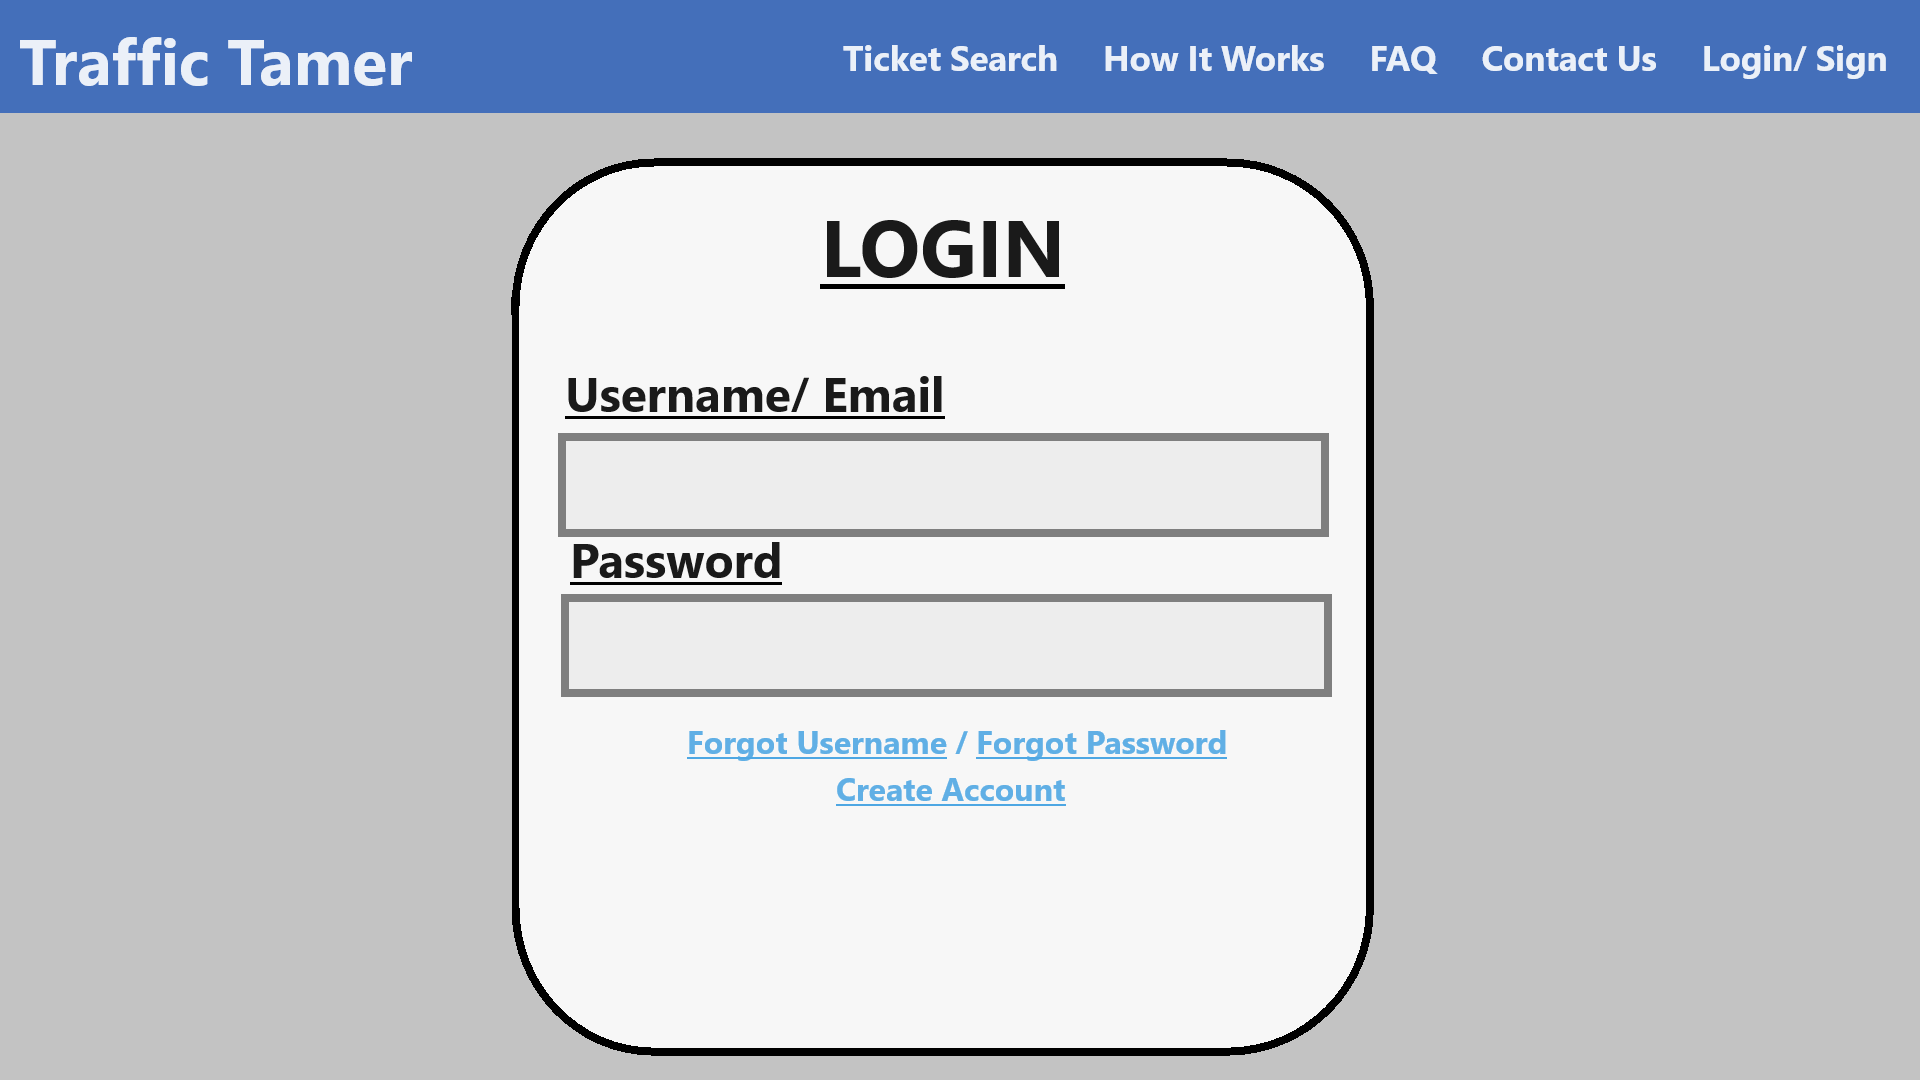 Traffic Tamer
Ticket Search How It Works FAQ Contact Us Login/ Sign
LOGIN
Username/ Email
Password
Forgot Username / Forgot Password
Create Account